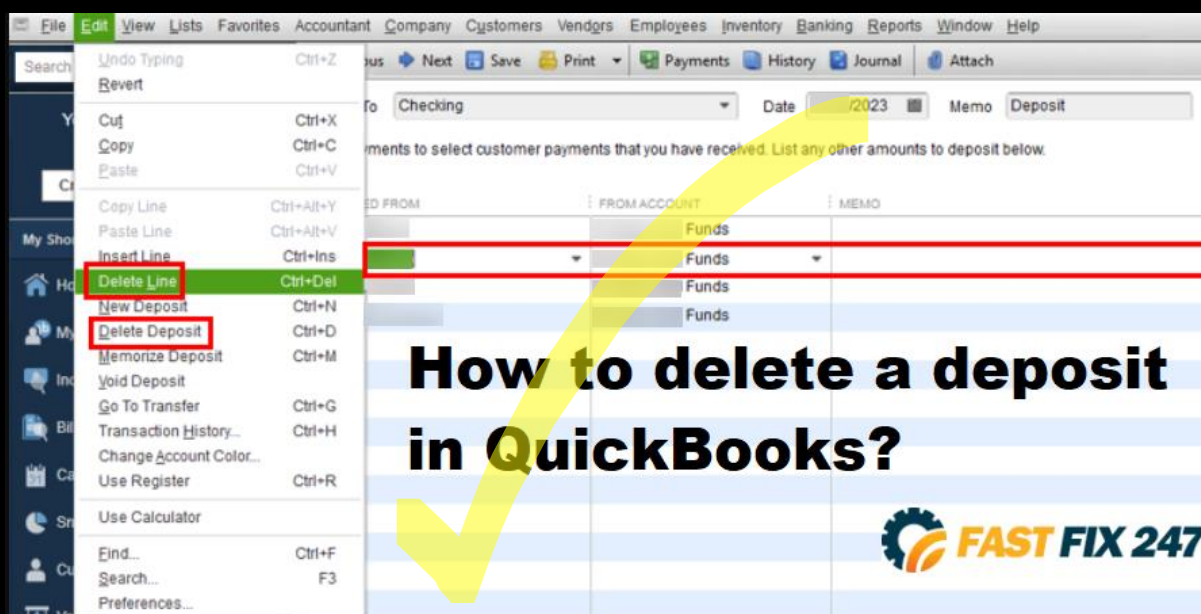 File Edit View Lists Favorites Accountant Company Customers Vendors Employees Inventory Banking Reports Window Help
Search
Next Save Print Payments History Journal Attach
Checking Date /2023 Memo Deposit
to select customer payments that you have received. List any other amounts to deposit below.
FROM FROM ACCOUNT MEMO
Funds
Funds
Funds
Funds
Undo Typing Ctrl+Z
Revert
Cut Ctrl+X
Copy Ctrl+C
Paste Ctrl+V
Copy Line Ctrl+Alt+Y
Paste Line Ctrl+Alt+V
Insert Line Ctrl+Ins
Delete Line Ctrl+Del
New Deposit Ctrl+N
Delete Deposit Ctrl+D
Memorize Deposit Ctrl+M
Void Deposit
Go To Transfer Ctrl+G
Transaction History... Ctrl+H
Change Account Color...
Use Register Ctrl+R
Use Calculator
Find... Ctrl+F
Search... F3
Preferences...
My
How to delete a deposit
in QuickBooks?
FAST FIX 247